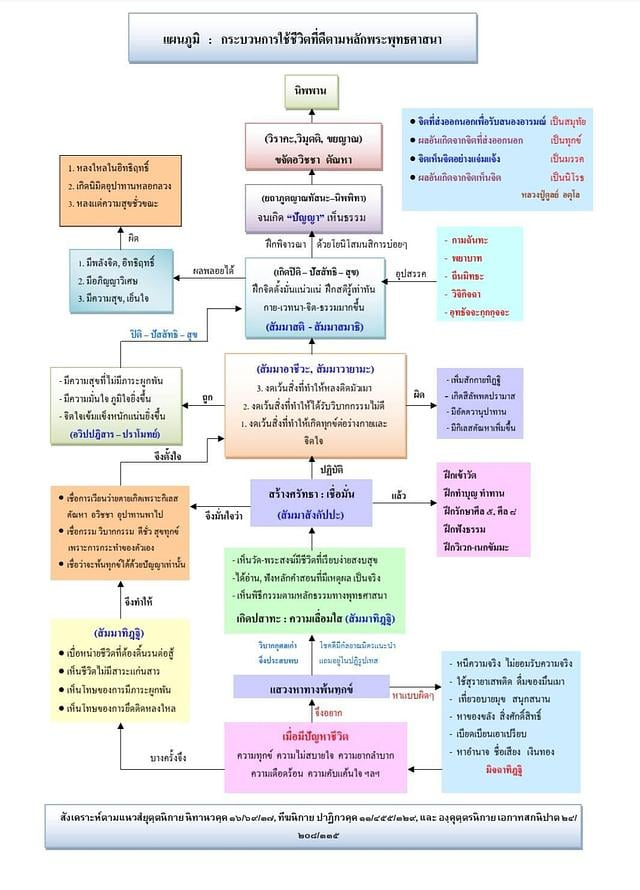 แผนภูมิ : กระบวนการใช้ชีวิตที่ดีตามหลักพระพุทธศาสนา
นิพพาน
(วิราคะ,วิมุตติ, ขยญาณ)
ขจัดอวิชชา ตัณหา
● จิตที่ส่งออกนอกเพื่อรับสนองอารมณ์ เป็นสมุทัย
● ผลอันเกิดจากจิตที่ส่งออกนอก เป็นทุกข์
● จิตเห็นจิตอย่างแจ่มแจ้ง เป็นมรรค
● ผลอันเกิดจากจิตเห็นจิต เป็นนิโรธ
หลวงปู่ดูลย์ อตุโล
1. หลงใหลในอิทธิฤทธิ์
2. เกิดนิมิตอุปาทานหลอกลวง
3. หลงแต่ความสุขชั่วขณะ
(ยถาภูตญาณทัสนะ-นิพพิทา)
จนเกิด "ปัญญา" เห็นธรรม
ผิด
ฝึกพิจารณา ด้วยโยนิโสมนสิการบ่อยๆ
1. มีพลังจิต, อิทธิฤทธิ์
2. มีอภิญญาวิเศษ
3. มีความสุข, เย็นใจ
ผลพลอยได้
(เกิดปิติ - ปัสสัทธิ - สุข)
ฝึกจิตตั้งมั่นแน่วแน่ ฝึกสติรู้เท่าทัน
กาย-เวทนา-จิต-ธรรมมากขึ้น
(สัมมาสติ - สัมมาสมาธิ)
อุปสรรค
- กามฉันทะ
- พยาบาท
- ถีนมิทธะ
- วิจิกิจฉา
- อุทธัจจะกุกกุจจะ
ปิติ - ปัสสัทธิ - สุข
- มีความสุขที่ไม่มีภาระผูกพัน
- มีความมั่นใจ ภูมิใจยิ่งขึ้น
- จิตใจเข้มแข็งหนักแน่นยิ่งขึ้น
(อวิปปฎิสาร - ปราโมทย์)
ถูก
(สัมมาอาชีวะ, สัมมาวายามะ)
3. งดเว้นสิ่งที่ทำให้หลงติดมัวเมา
2. งดเว้นสิ่งที่ทำให้ได้รับวิบากกรรมไม่ดี
1. งดเว้นสิ่งที่ทำให้เกิดทุกข์ต่อร่างกายและ
จิตใจ
ผิด
- เพิ่มสักกายทิฏฐิ
- เกิดสีลัพพตปรามาส
- มีอัตตวานุปาทาน
- มีกิเลสตัณหาเพิ่มขึ้น
จึงตั้งใจ
ปฏิบัติ
● เชื่อการเวียนว่ายตายเกิดเพราะกิเลส
ตัณหา อวิชชา อุปาทานพาไป
● เชื่อกรรม วิบากกรรม ดีชั่ว สุขทุกข์
เพราะการกระทำของตัวเอง
● เชื่อว่าจะพ้นทุกข์ได้ด้วยปัญญาเท่านั้น
จึงมั่นใจว่า
สร้างศรัทธา : เชื่อมั่น
(สัมมาสังกัปปะ)
แล้ว
ฝึกเข้าวัด
ฝึกทำบุญ ทำทาน
ฝึกรักษาศีล ๕, ศีล ๘
ฝึกฟังธรรม
ฝึกวิเวก-เนกขัมมะ
จึงทำให้
- เห็นวัด-พระสงฆ์มีชีวิตที่เรียบง่ายสงบสุข
- ได้อ่าน, ฟังหลักคำสอนที่มีเหตุผล เป็นจริง
- เห็นพิธีกรรมตามหลักธรรมทางพุทธศาสนา
เกิดปสาทะ : ความเลื่อมใส (สัมมาทิฏฐิ)
(สัมมาทิฏฐิ)
● เบื่อหน่ายชีวิตที่ต้องดิ้นรนต่อสู้
● เห็นชีวิตไม่มีสาระแก่นสาร
● เห็นโทษของการมีภาระผูกพัน
● เห็นโทษของการยึดติดหลงใหล
วิบากกุศลเก่า โชคดีมีกัลยาณมิตรแนะนำ
จึงประสบพบ แถมอยู่ในปฏิรูปเทส
แสวงหาทางพ้นทุกข์
หาแบบผิดๆ
- หนีความจริง ไม่ยอมรับความจริง
- ใช้สุรายาเสพติด ดื่มของมึนเมา
- เที่ยวอบายมุข สนุกสนาน
- หาของขลัง สิ่งศักดิ์สิทธิ์
- เบียดเบียนเอาเปรียบ
- หาอำนาจ ชื่อเสียง เงินทอง
มิจฉาทิฏฐิ
จึงอยาก
บางครั้งจึง
เมื่อมีปัญหาชีวิต
ความทุกข์ ความไม่สบายใจ ความยากลำบาก
ความเดือดร้อน ความคับแค้นใจ ฯลฯ
สังเคราะห์ตามแนวสํยุตฺตนิกาย นิทานวคฺค ๑๖/๖๙/๓๗, ทีฆนิกาย ปาฏิกวคฺค ๑๑/๔๕๕/๓๒๙, และ องฺคุตฺตรนิกาย เอกาทสกนิปาต ๒๔/
๒๐๘/๓๓๕